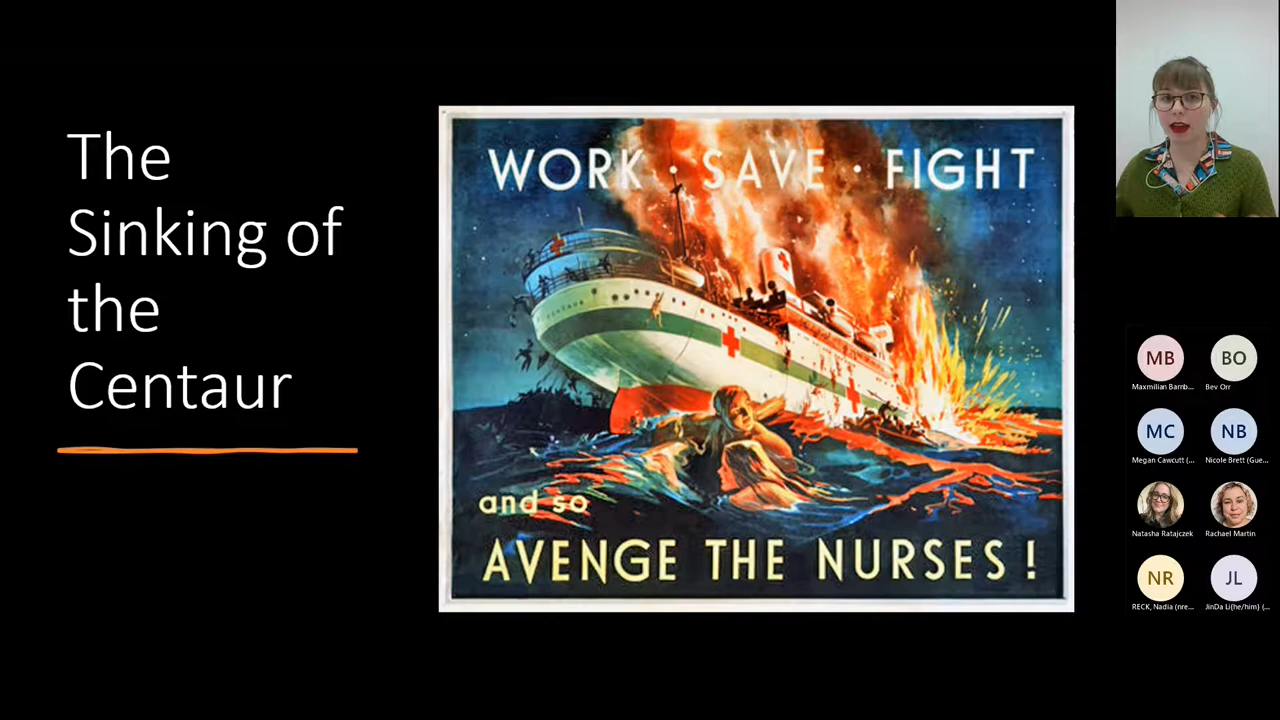 The
Sinking of
the
Centaur
WORK · SAVE · FIGHT
and so
AVENGE THE NURSES !
MB
BO
Maxmilian Barnb...
Bev Orr
MC
NB
Megan Cawcutt (...
Nicole Brett (Gue...
Natasha Ratajczek
Rachael Martin
NR
JL
RECK, Nadia (nre...
JinDa Li(he/him) (...